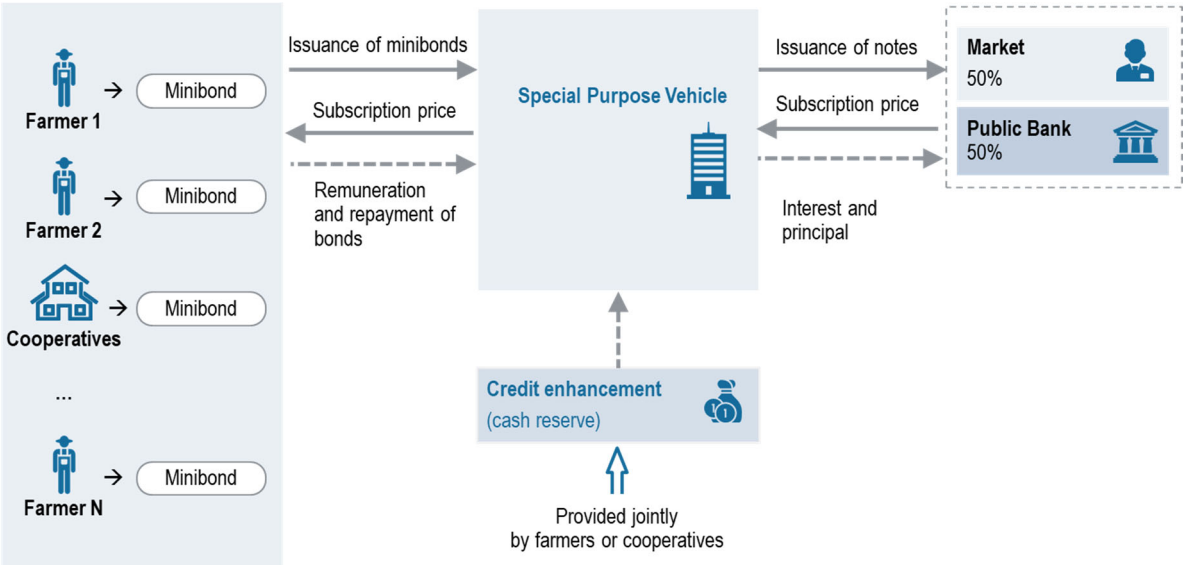 Farmer 1
Minibond
Farmer 2
Minibond
Cooperatives
Minibond
...
Farmer N
Minibond
Issuance of minibonds
Subscription price
Remuneration
and repayment of
bonds
Special Purpose Vehicle
Issuance of notes
Subscription price
Interest and
principal
Market
50%
Public Bank
50%
Credit enhancement
(cash reserve)
1
1
Provided jointly
by farmers or cooperatives